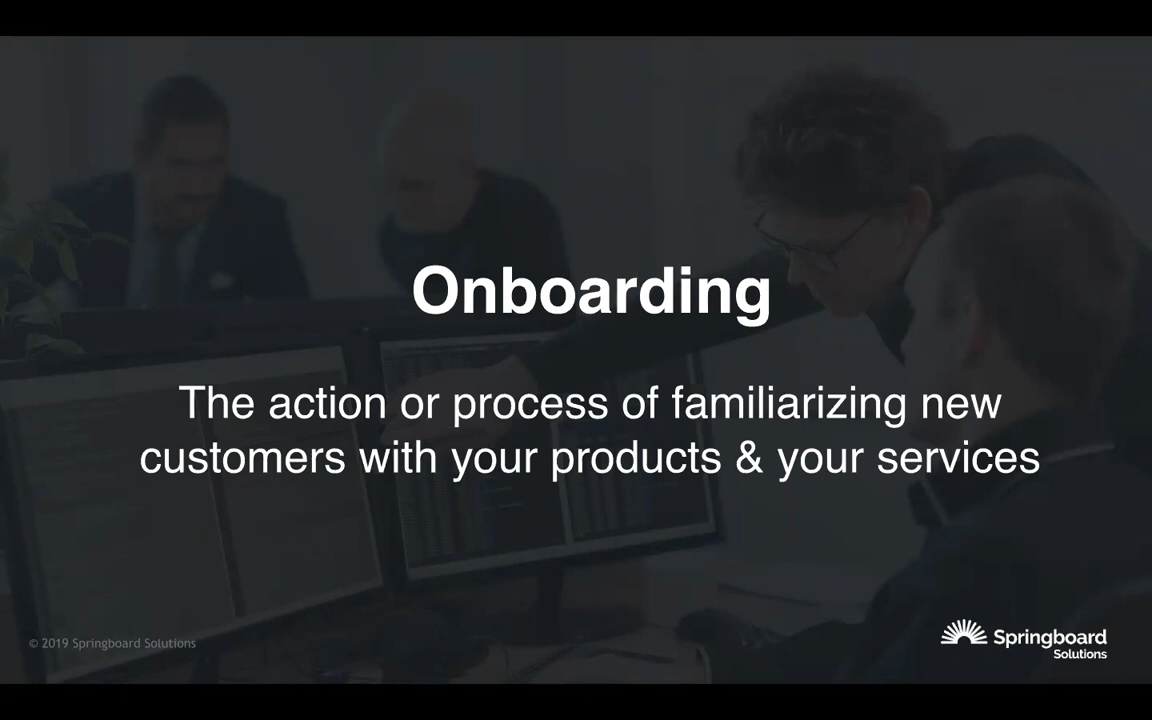 Onboarding
The action or process of familiarizing new
customers with your products & your services
© 2019 Springboard Solutions
Springboard
Solutions